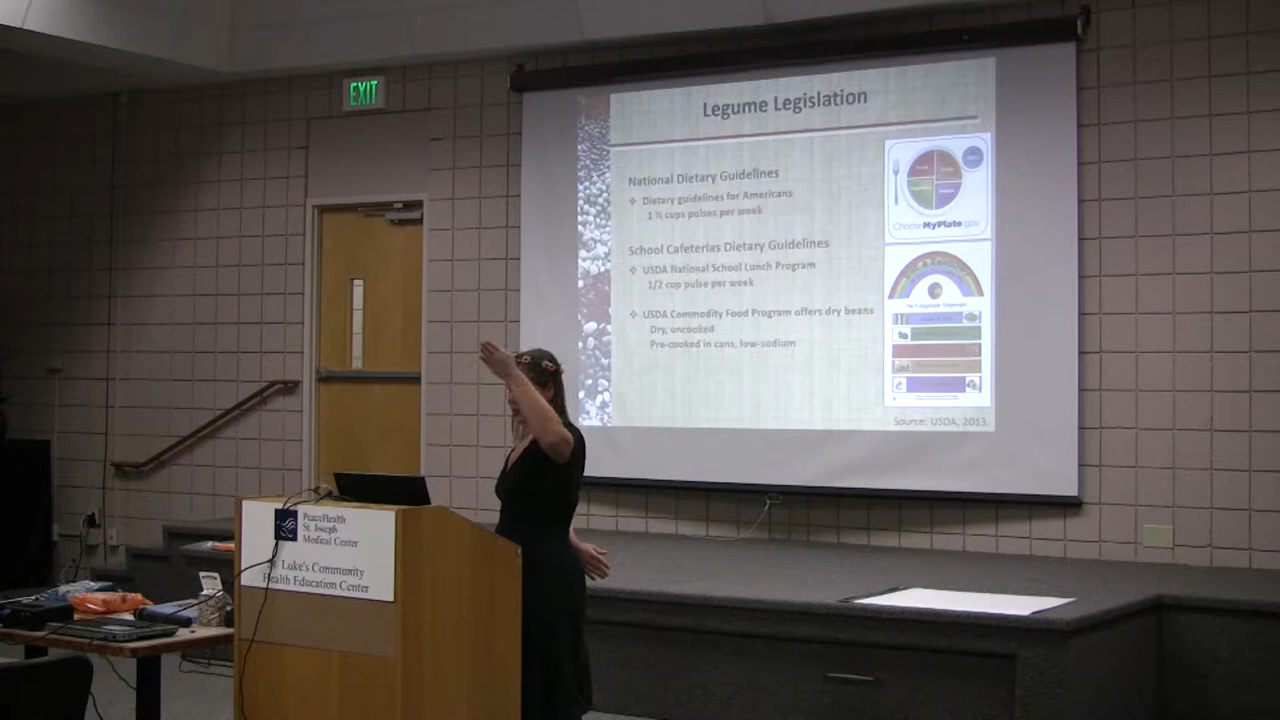 EXIT
Legume Legislation
National Dietary Guidelines
Dietary guidelines for Americans
1 ½ cups pulses per week
School Cafeterias Dietary Guidelines
USDA National School Lunch Program
1/2 cop pulse per week
USDA Commodity Food Program offers dry beans
Dry, uncooked
Pre-cooked in cans, low-sodium
ChooseMyPlate.gov
Source: USDA, 2013.
PeaceHealth
St. Joseph
Medical Center
Luke's Community
Health Education Center